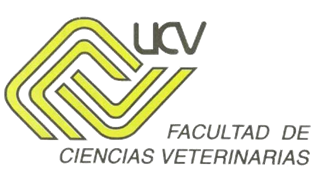 UCV
FACULTAD DE
CIENCIAS VETERINARIAS